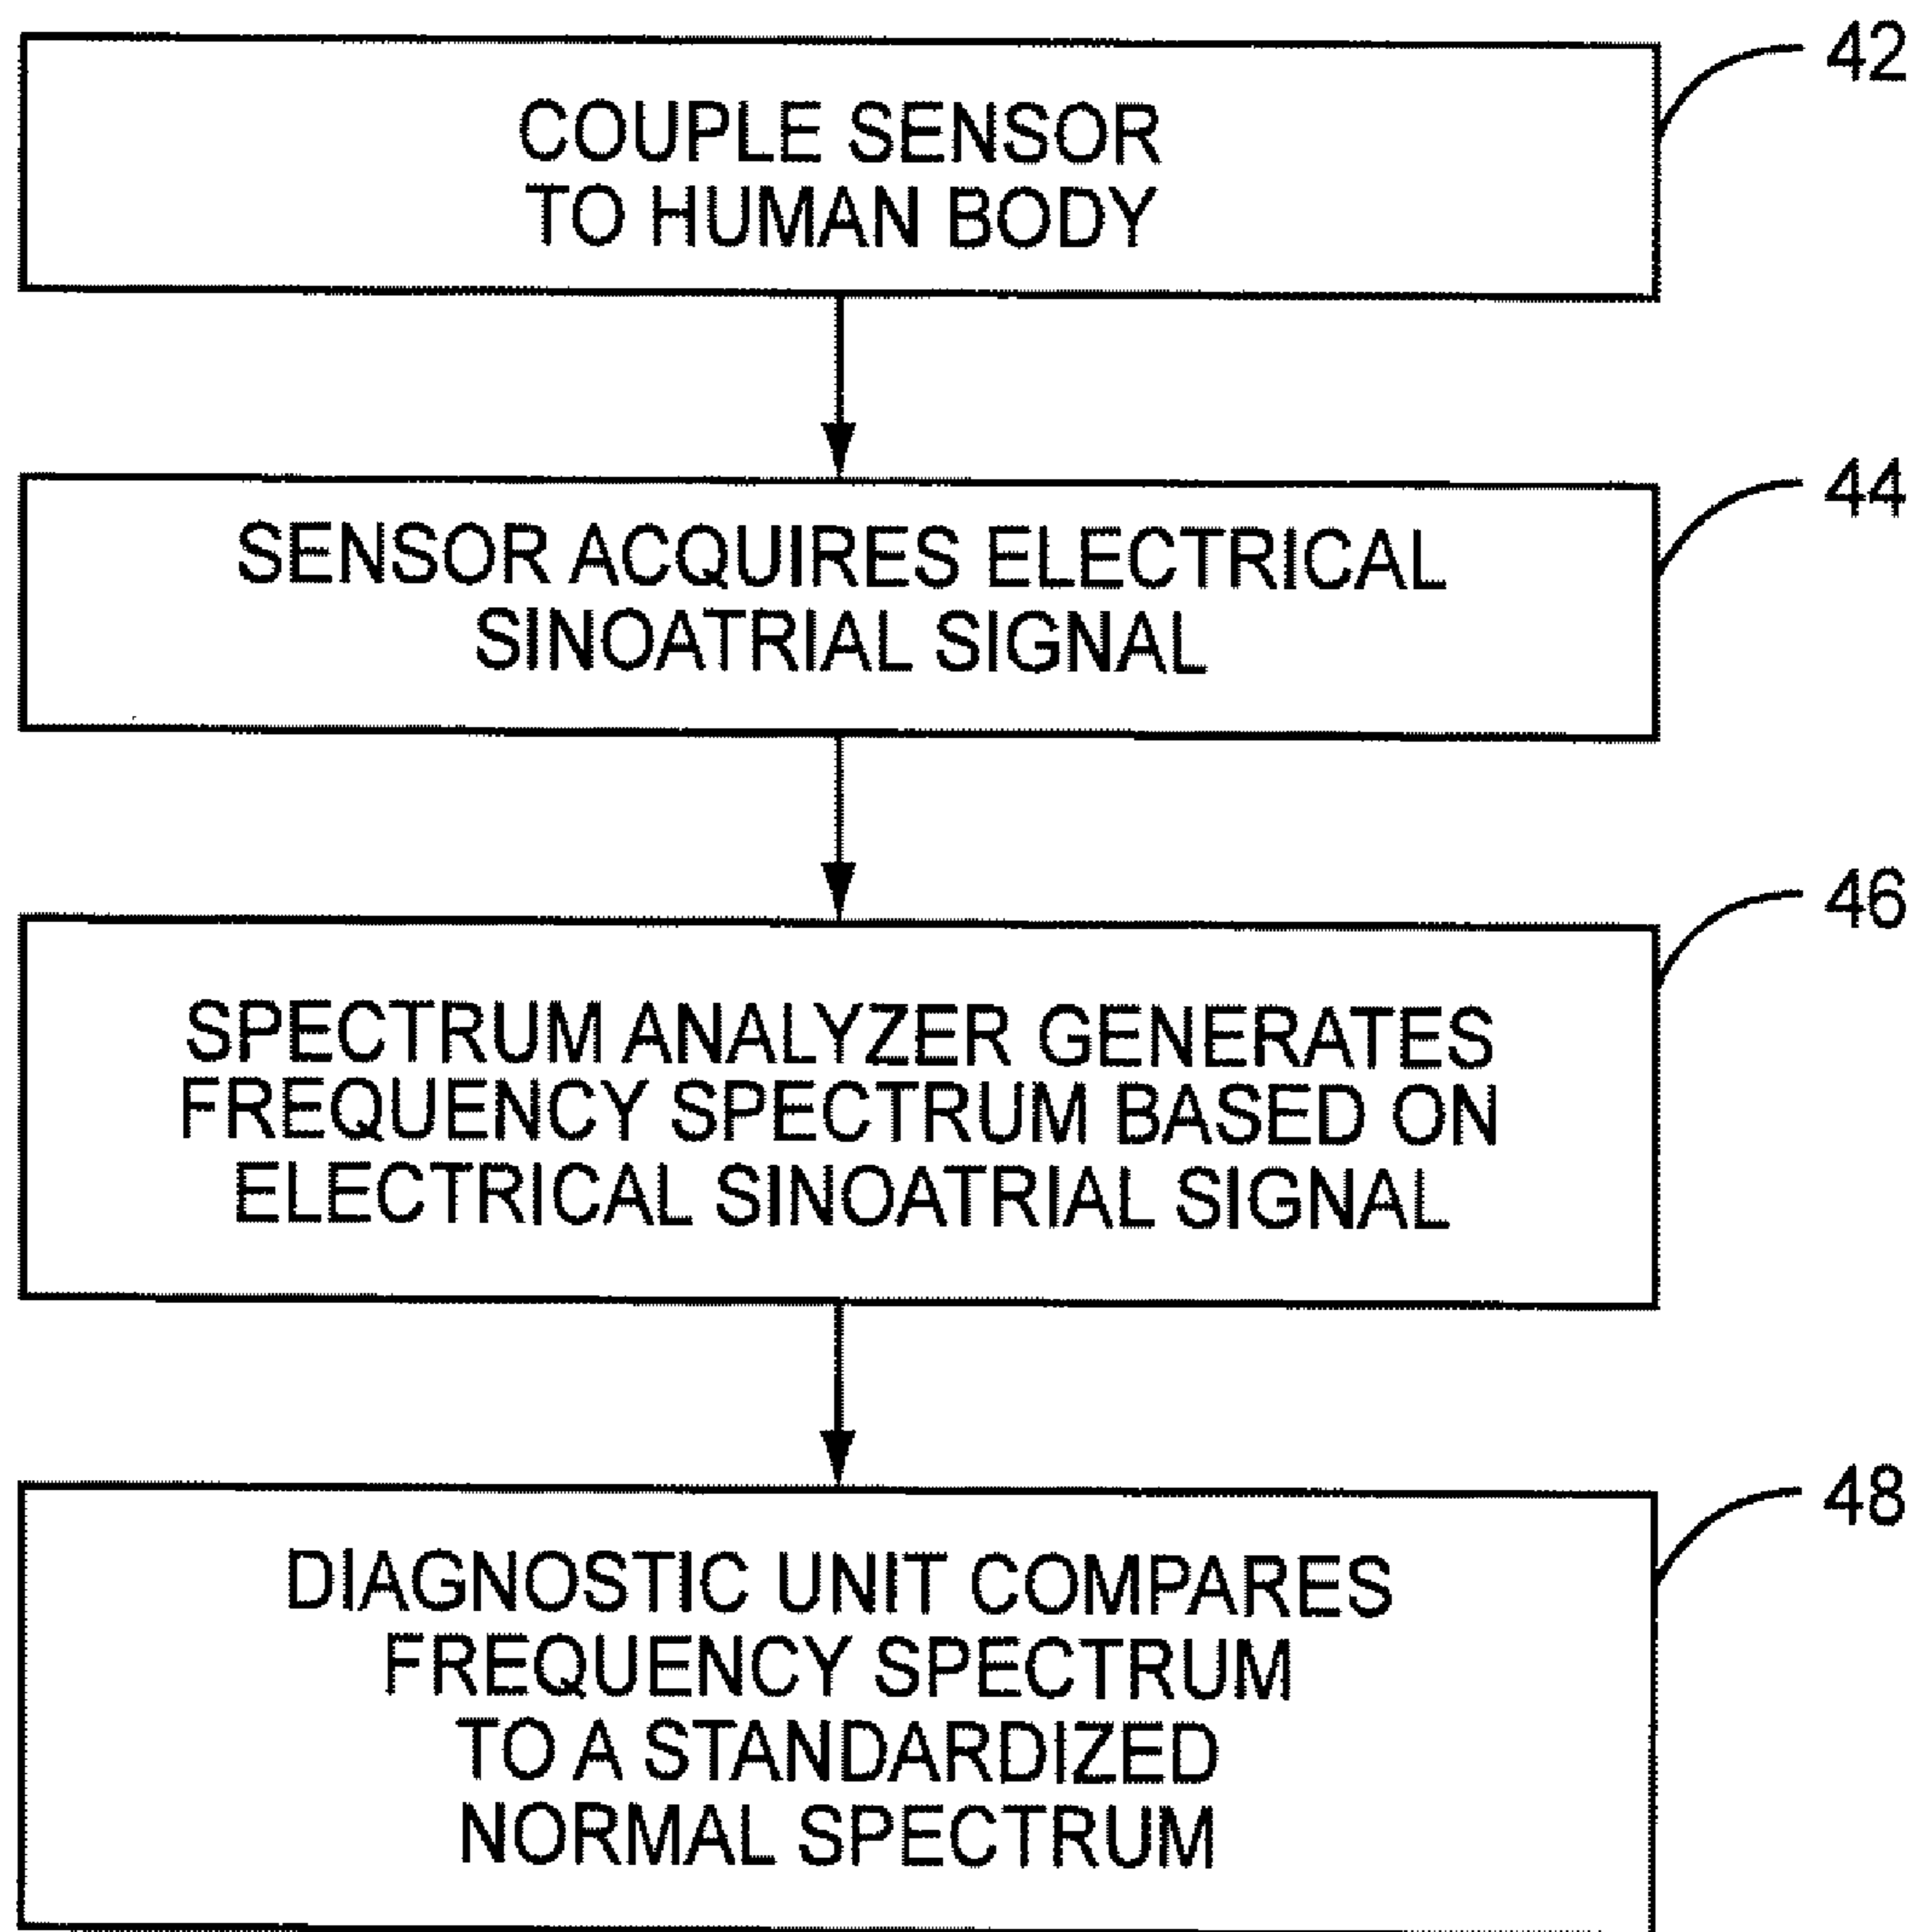 42
COUPLE SENSOR
TO HUMAN BODY
44
SENSOR ACQUIRES ELECTRICAL
SINOATRIAL SIGNAL
46
SPECTRUM ANALYZER GENERATES
FREQUENCY SPECTRUM BASED ON
ELECTRICAL SINOATRIAL SIGNAL
48
DIAGNOSTIC UNIT COMPARES
FREQUENCY SPECTRUM
TO A STANDARDIZED
NORMAL SPECTRUM